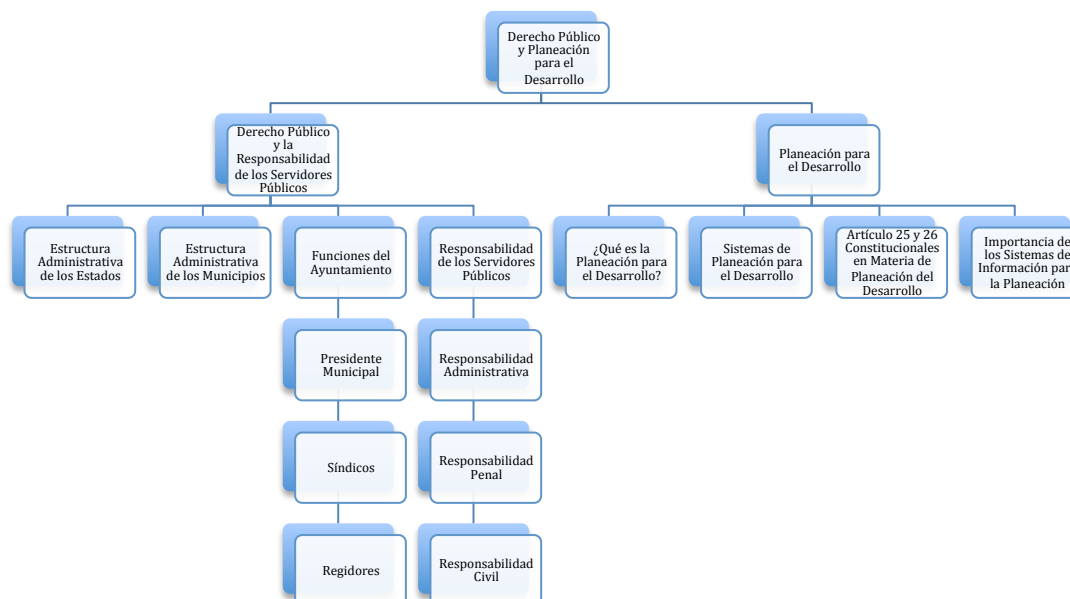 Derecho Público
y Planeación
para el
Desarrollo
Derecho Público
y la
Responsabilidad
de los Servidores
Públicos
Planeación para
el Desarrollo
Estructura
Administrativa
de los Estados
Estructura
Administrativa
de los Municipios
Funciones del
Ayuntamiento
Responsabilidad
de los Servidores
Públicos
¿Qué es la
Planeación para
el Desarrollo?
Sistemas de
Planeación para
el Desarrollo
Artículo 25 y 26
Constitucionales
en Materia de
Planeación del
Desarrollo
Importancia de
los Sistemas de
Información para
la Planeación
Presidente
Municipal
Responsabilidad
Administrativa
Síndicos
Responsabilidad
Penal
Regidores
Responsabilidad
Civil